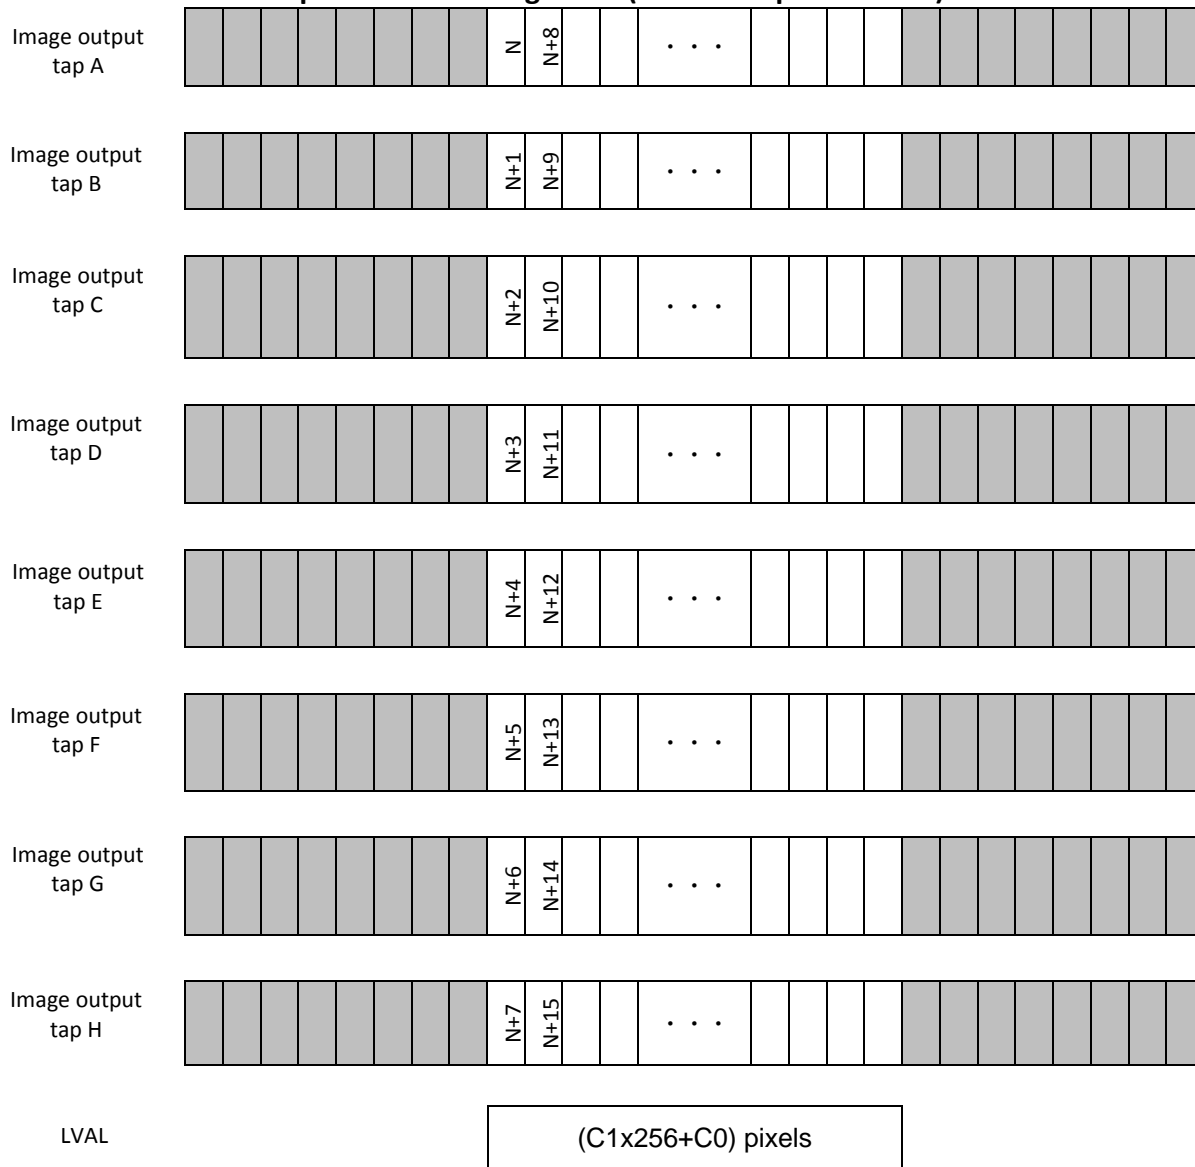 Image output
tap A
N
N+8
. . .
Image output
tap B
N+1
N+9
. . .
Image output
tap C
N+2
N+10
. . .
Image output
tap D
N+3
N+11
. . .
Image output
tap E
N+4
N+12
. . .
Image output
tap F
N+5
N+13
. . .
Image output
tap G
N+6
N+14
. . .
Image output
tap H
N+7
N+15
. . .
LVAL
(C1x256+C0) pixels